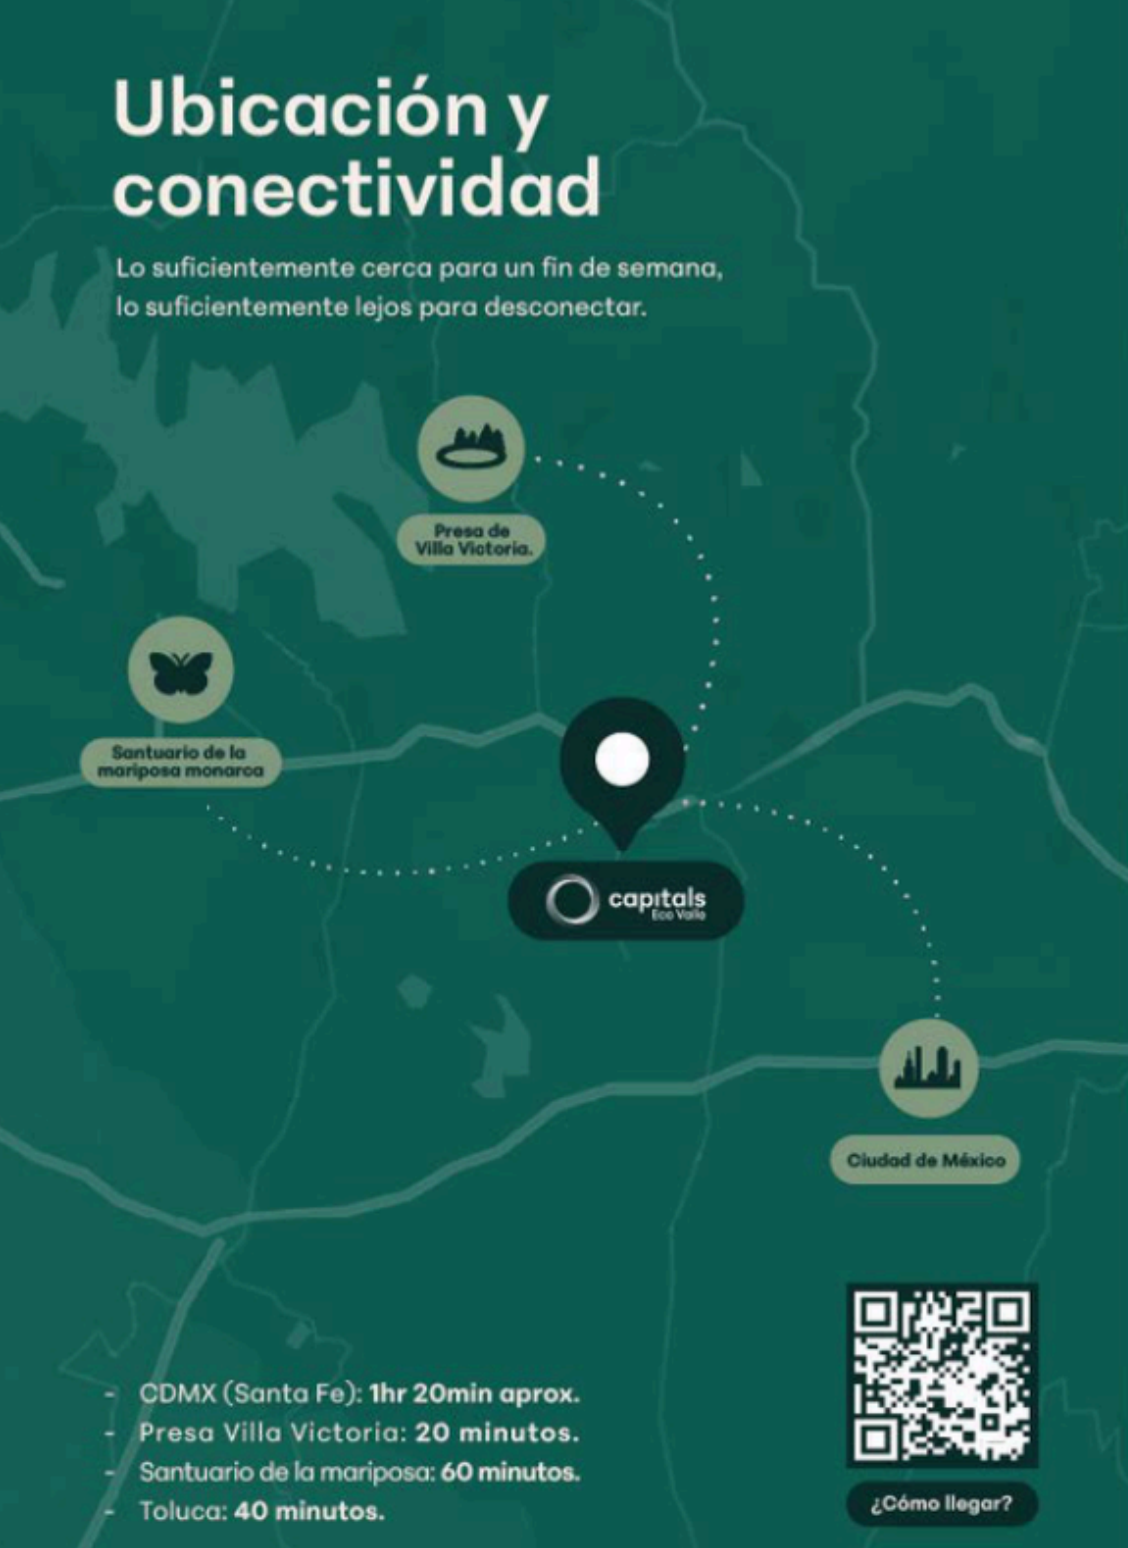 Ubicación y
conectividad
Lo suficientemente cerca para un fin de semana,
lo suficientemente lejos para desconectar.
Presa de
Villa Victoria.
Santuario de la
mariposa monarca
capitals
Eco Valle
Ciudad de México
- CDMX (Santa Fe): 1hr 20min aprox.
- Presa Villa Victoria: 20 minutos.
- Santuario de la mariposa: 60 minutos.
- Toluca: 40 minutos.
¿Cómo llegar?